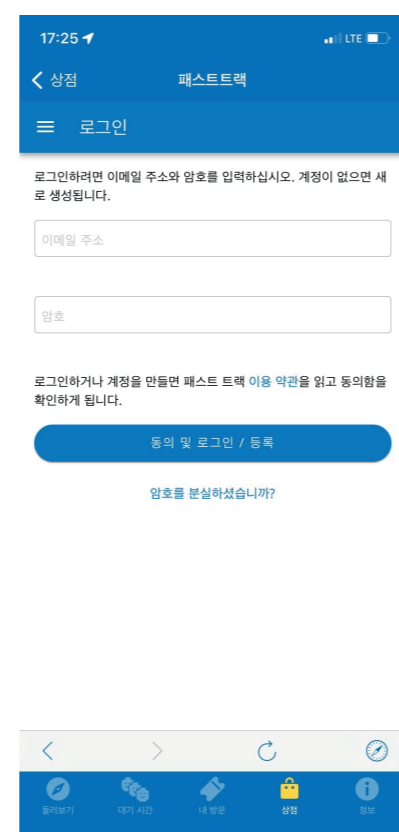 17:25
LTE
상점
패스트트랙
로그인
로그인하려면 이메일 주소와 암호를 입력하십시오. 계정이 없으면 새
로 생성됩니다.
이메일 주소
암호
로그인하거나 계정을 만들면 패스트 트랙 이용 약관을 읽고 동의함을
확인하게 됩니다.
동의 및 로그인 / 등록
암호를 분실하셨습니까?
둘러보기 대기 시간 내 방문 상점 정보